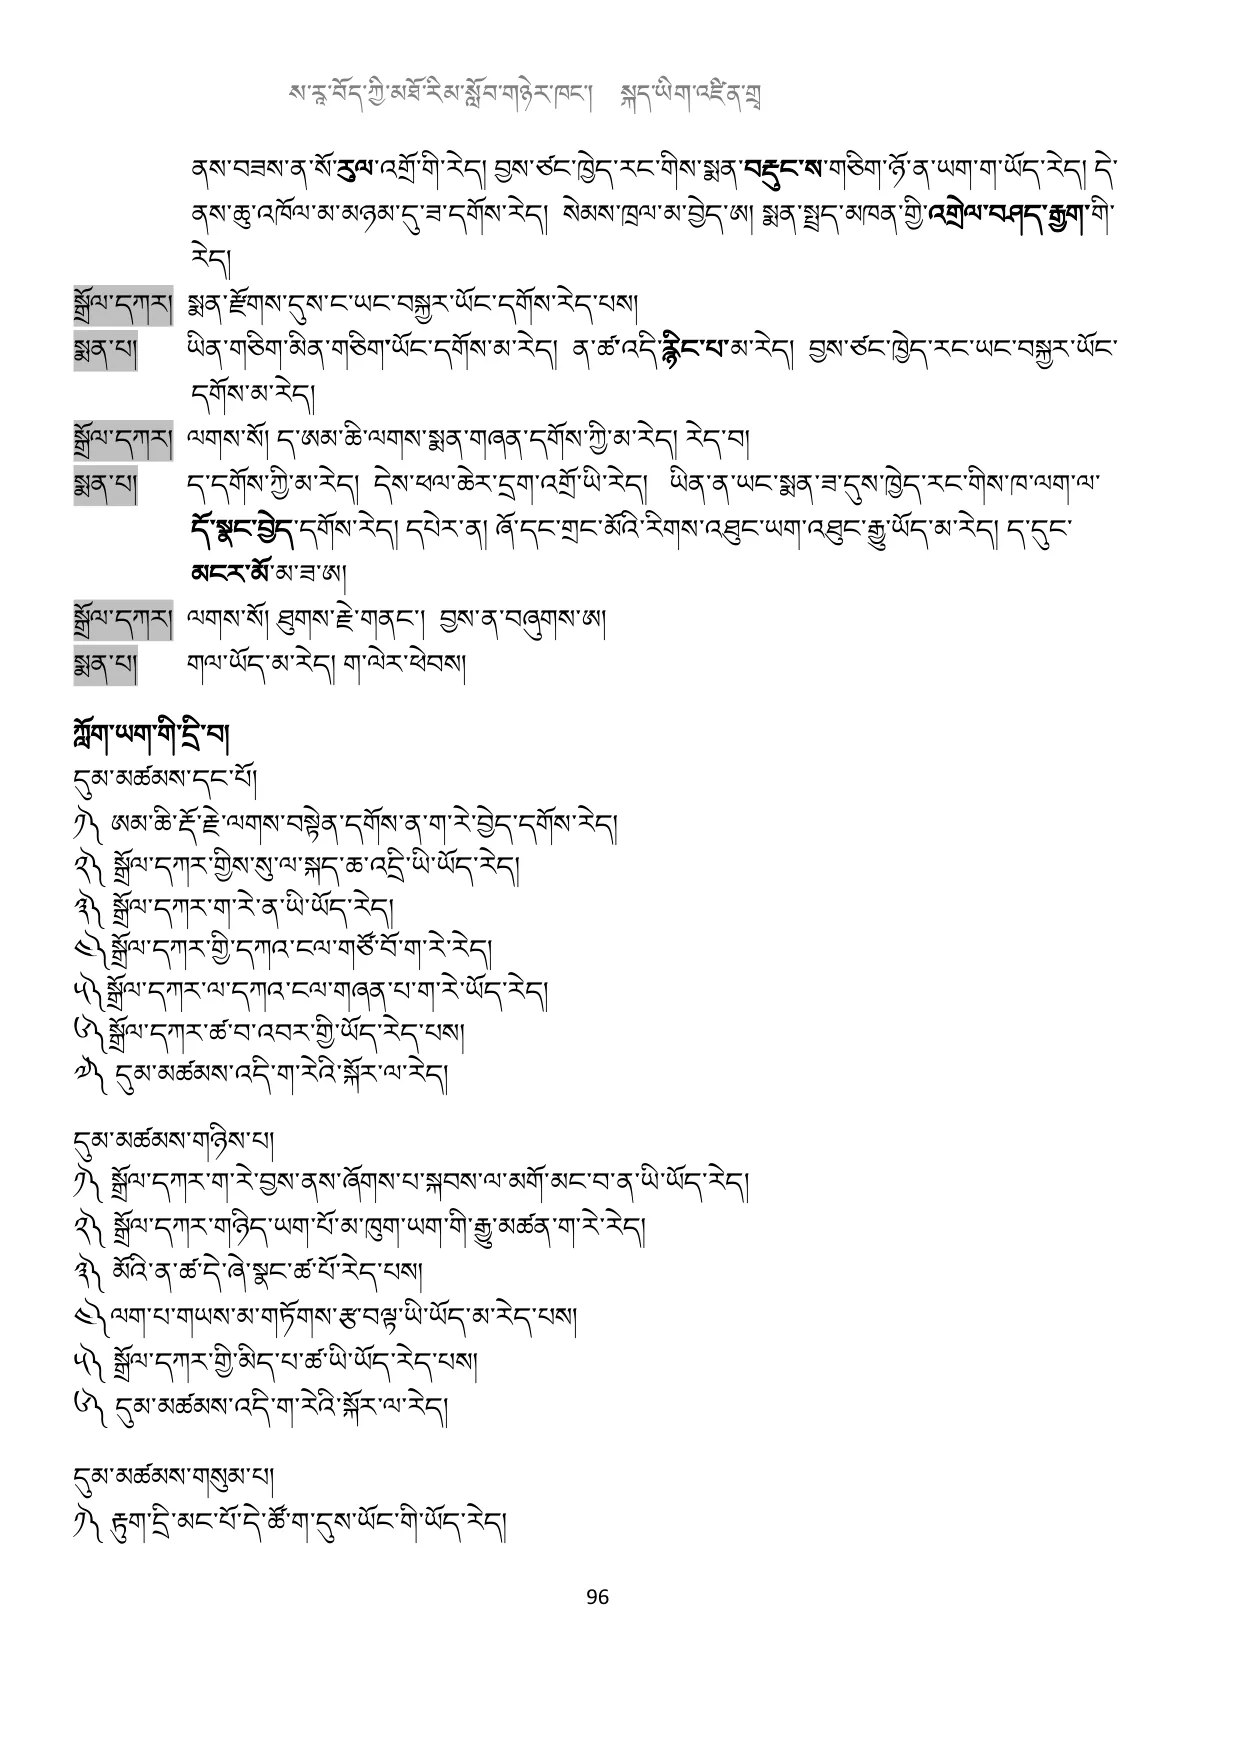 ས་རཱ་བོད་ཀྱི་མཐོ་རིམ་སློབ་གཉེར་ཁང་། སྐད་ཡིག་འཛིན་གྲྭ
ནས་བཟས་ན་སོ་རུལ་འགྲོ་གི་རེད། བྱས་ཙང་ཁྱེད་རང་གིས་སྨན་བརྡུང་ས་གཅིག་ཉོ་ན་ཡག་ག་ཡོད་རེད། དེ་
ནས་ཆུ་འཁོལ་མ་མཉམ་དུ་ཟ་དགོས་རེད། སེམས་ཁྲལ་མ་བྱེད་ཨ། སྨན་སྤྲད་མཁན་གྱི་འགྲེལ་བཤད་རྒྱག་གི་
རེད།
སྒྲོལ་དཀར། སྨན་རྫོགས་དུས་ང་ཡང་བསྐྱར་ཡོང་དགོས་རེད་པས།
སྨན་པ། ཡིན་གཅིག་མིན་གཅིག་ཡོང་དགོས་མ་རེད། ན་ཚ་འདི་རྙིང་པ་མ་རེད། བྱས་ཙང་ཁྱེད་རང་ཡང་བསྐྱར་ཡོང་
དགོས་མ་རེད།
སྒྲོལ་དཀར། ལགས་སོ། ད་ཨམ་ཆི་ལགས་སྨན་གཞན་དགོས་ཀྱི་མ་རེད། རེད་བ།
སྨན་པ། ད་དགོས་ཀྱི་མ་རེད། དེས་ཕལ་ཆེར་དྲག་འགྲོ་ཡི་རེད། ཡིན་ན་ཡང་སྨན་ཟ་དུས་ཁྱེད་རང་གིས་ཁ་ལག་ལ་
དོ་སྣང་བྱེད་དགོས་རེད། དཔེར་ན། ཞོ་དང་གྲང་མོའི་རིགས་འཐུང་ཡག་འཐུང་རྒྱུ་ཡོད་མ་རེད། ད་དུང་
མངར་མོ་མ་ཟ་ཨ།
སྒྲོལ་དཀར། ལགས་སོ། ཐུགས་རྗེ་གནང་། བྱས་ན་བཞུགས་ཨ།
སྨན་པ། གལ་ཡོད་མ་རེད། ག་ལེར་ཕེབས།
ཀློག་ཡག་གི་དྲི་བ།
དུམ་མཚམས་དང་པོ།
༡༽ ཨམ་ཆི་རྡོ་རྗེ་ལགས་བསྟེན་དགོས་ན་ག་རེ་བྱེད་དགོས་རེད།
༢༽ སྒྲོལ་དཀར་གྱིས་སུ་ལ་སྐད་ཆ་འདྲི་ཡི་ཡོད་རེད།
༣༽ སྒྲོལ་དཀར་ག་རེ་ན་ཡི་ཡོད་རེད།
༤༽སྒྲོལ་དཀར་གྱི་དཀའ་ངལ་གཙོ་བོ་ག་རེ་རེད།
༥༽སྒྲོལ་དཀར་ལ་དཀའ་ངལ་གཞན་པ་ག་རེ་ཡོད་རེད།
༦༽སྒྲོལ་དཀར་ཚ་བ་འབར་གྱི་ཡོད་རེད་པས།
༧༽ དུམ་མཚམས་འདི་ག་རེའི་སྐོར་ལ་རེད།
དུམ་མཚམས་གཉིས་པ།
༡༽ སྒྲོལ་དཀར་ག་རེ་བྱས་ནས་ཞོགས་པ་སྐབས་ལ་མགོ་མང་བ་ན་ཡི་ཡོད་རེད།
༢༽ སྒྲོལ་དཀར་གཉིད་ཡག་པོ་མ་ཁུག་ཡག་གི་རྒྱུ་མཚན་ག་རེ་རེད།
༣༽ མོའི་ན་ཚ་དེ་ཞེ་སྣང་ཚ་པོ་རེད་པས།
༤༽ལག་པ་གཡས་མ་གཏོགས་རྩ་བལྟ་ཡི་ཡོད་མ་རེད་པས།
༥༽ སྒྲོལ་དཀར་གྱི་མིད་པ་ཚ་ཡི་ཡོད་རེད་པས།
༦༽ དུམ་མཚམས་འདི་ག་རེའི་སྐོར་ལ་རེད།
དུམ་མཚམས་གསུམ་པ།
༡༽ རྟུག་དྲི་མང་པོ་དེ་ཚོ་ག་དུས་ཡོང་གི་ཡོད་རེད།
96